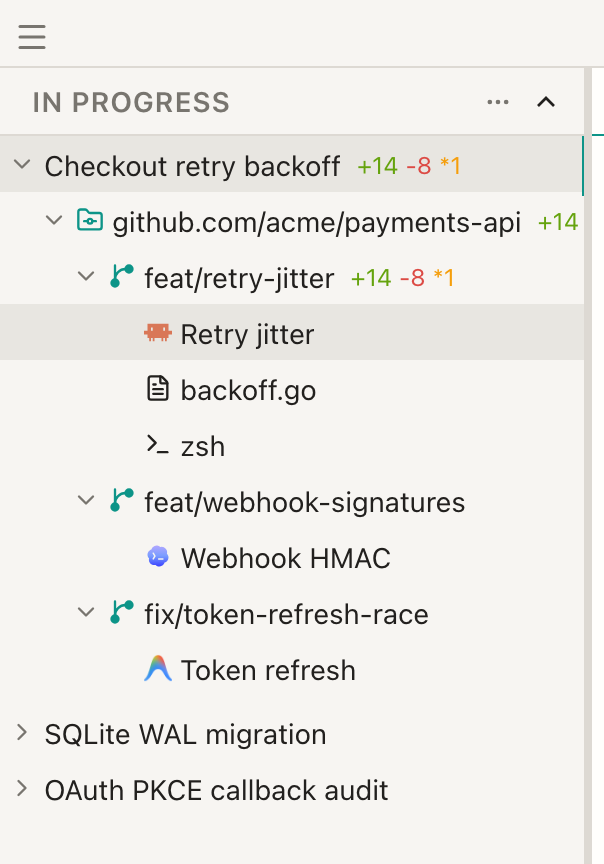 IN PROGRESS
Checkout retry backoff +14 -8 *1
github.com/acme/payments-api +14
feat/retry-jitter +14 -8 *1
Retry jitter
backoff.go
zsh
feat/webhook-signatures
Webhook HMAC
fix/token-refresh-race
Token refresh
SQLite WAL migration
OAuth PKCE callback audit